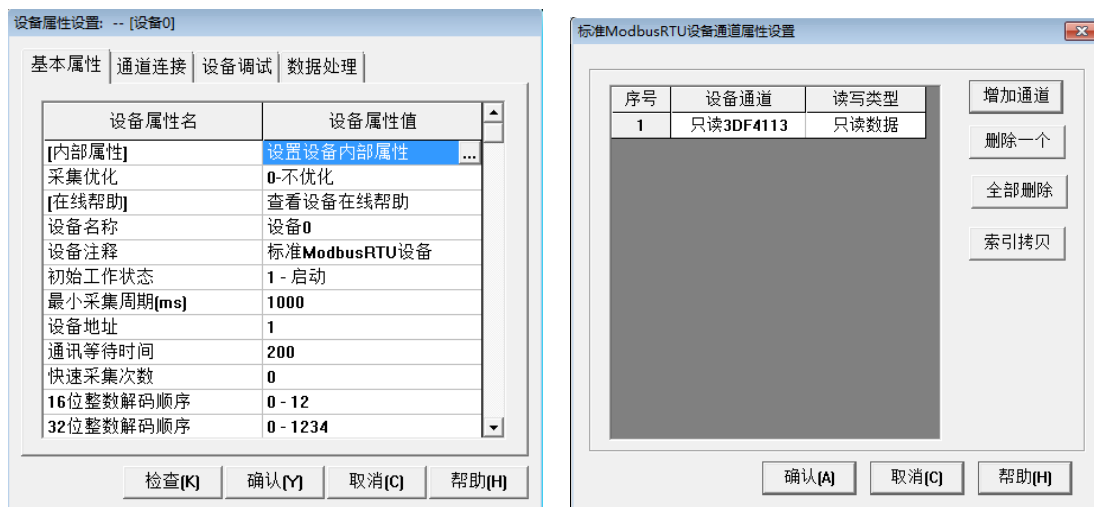 设备属性设置: -- [设备0]
基本属性 通道连接 设备调试 数据处理
设备属性名 设备属性值
[内部属性] 设置设备内部属性 ...
采集优化 0-不优化
[在线帮助] 查看设备在线帮助
设备名称 设备0
设备注释 标准ModbusRTU设备
初始工作状态 1 - 启动
最小采集周期(ms) 1000
设备地址 1
通讯等待时间 200
快速采集次数 0
16位整数解码顺序 0 - 12
32位整数解码顺序 0 - 1234
检查(K) 确认(Y) 取消(C) 帮助(H)
标准ModbusRTU设备通道属性设置
序号 设备通道 读写类型
1 只读3DF4113 只读数据
增加通道
删除一个
全部删除
索引拷贝
确认(A) 取消(C) 帮助(H)